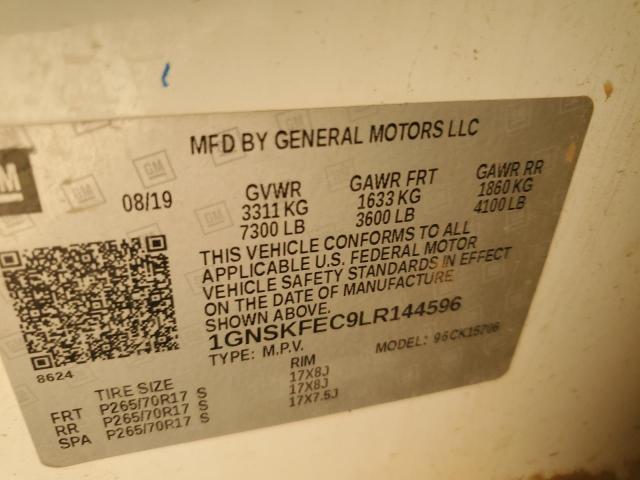 MFD BY GENERAL MOTORS LLC
GM
08/19
GVWR
3311 KG
7300 LB
GAWR FRT
1633 KG
3600 LB
GAWR RR
1860 KG
4100 LB
THIS VEHICLE CONFORMS TO ALL
APPLICABLE U.S. FEDERAL MOTOR
VEHICLE SAFETY STANDARDS IN EFFECT
ON THE DATE OF MANUFACTURE
SHOWN ABOVE.
1GNSKFEC9LR144596
TYPE: M.P.V. MODEL: 96CK15706
8624
TIRE SIZE RIM
FRT P265/70R17 S 17X8J
RR P265/70R17 S 17X8J
SPA P265/70R17 S 17X7.5J